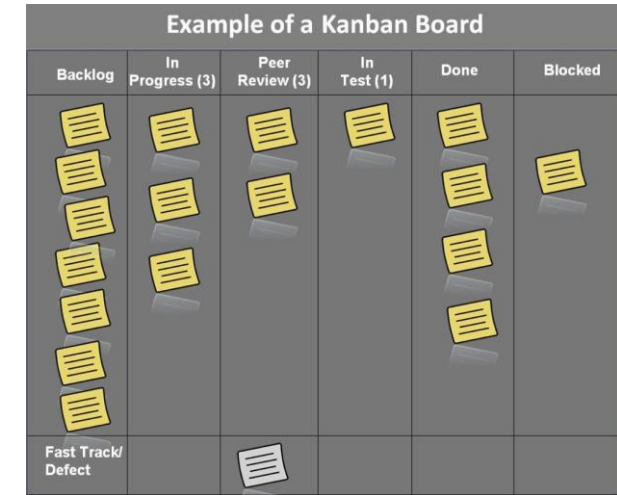 Example of a Kanban Board
Backlog
In
Progress (3)
Peer
Review (3)
In
Test (1)
Done
Blocked
Fast Track/
Defect